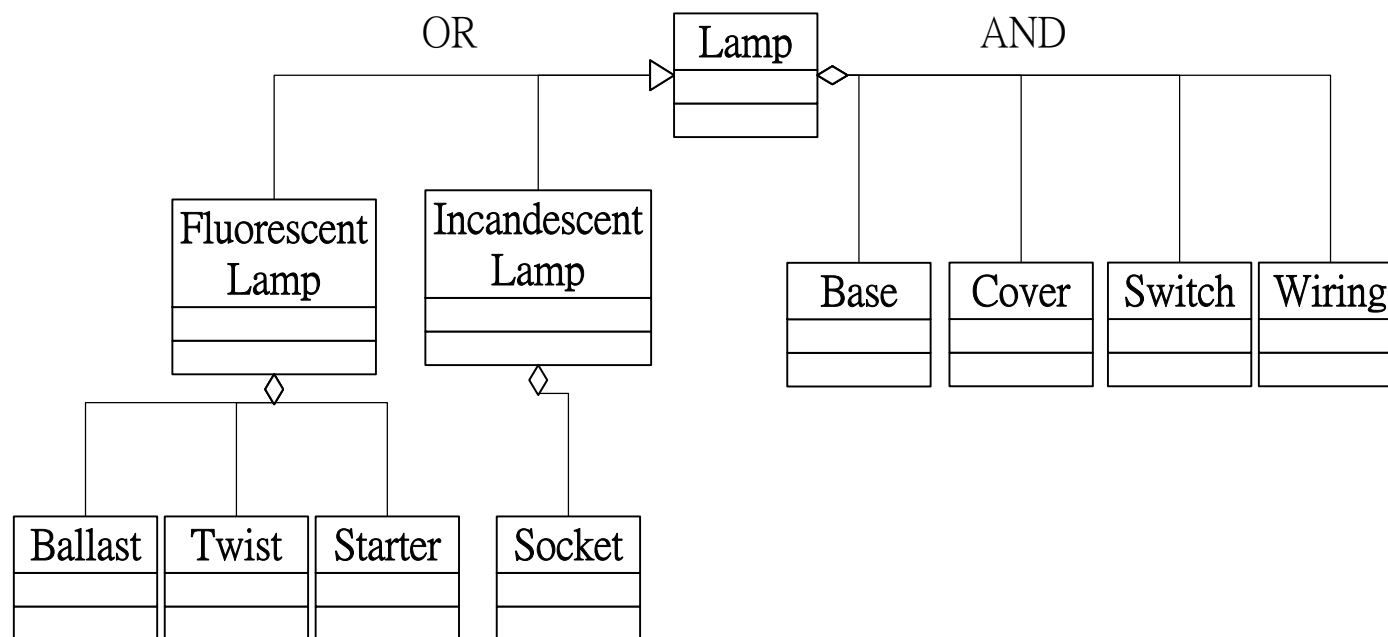 OR
Lamp
AND
Fluorescent
Lamp
Incandescent
Lamp
Base
Cover
Switch
Wiring
Ballast
Twist
Starter
Socket